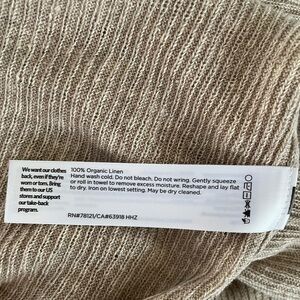 We want our clothes
back, even if they're
worn or torn. Bring
them to our US
stores and support
our take-back
program.
100% Organic Linen
Hand wash cold. Do not bleach. Do not wring. Gently squeeze
or roll in towel to remove excess moisture. Reshape and lay flat
to dry. Iron on lowest setting. May be dry cleaned.
RN#78121/CA#63918 HHZ